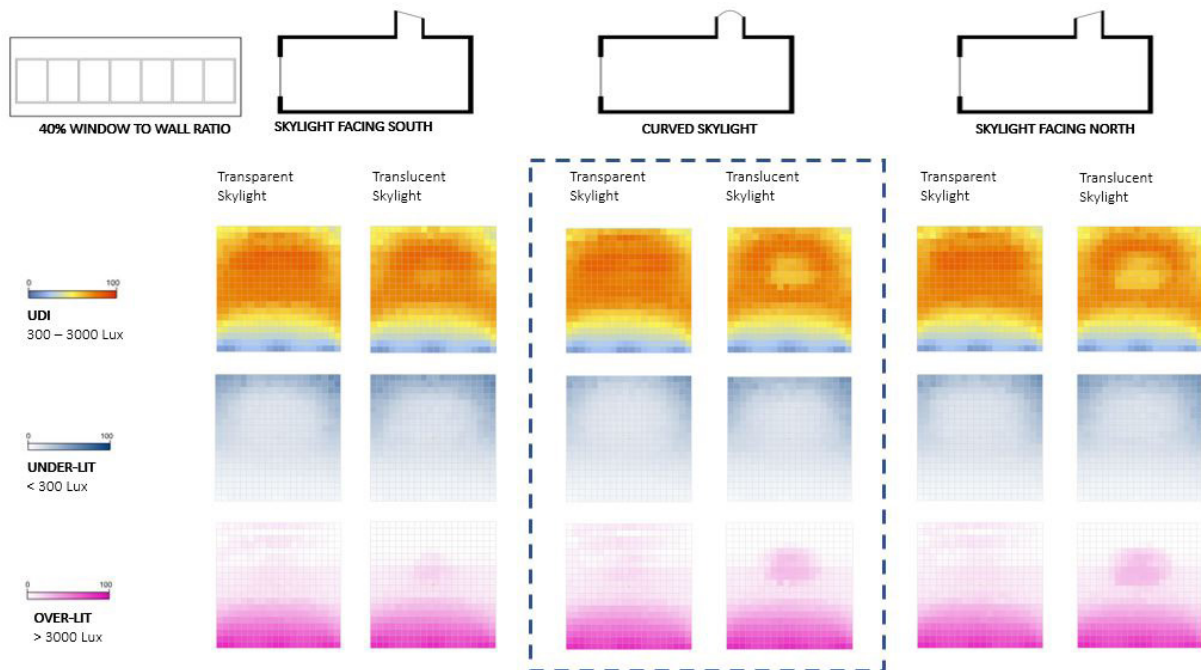 40% WINDOW TO WALL RATIO
SKYLIGHT FACING SOUTH
CURVED SKYLIGHT
SKYLIGHT FACING NORTH
Transparent
Skylight
Translucent
Skylight
Transparent
Skylight
Translucent
Skylight
Transparent
Skylight
Translucent
Skylight
0 100
UDI
300 – 3000 Lux
0 100
UNDER-LIT
< 300 Lux
0 100
OVER-LIT
> 3000 Lux